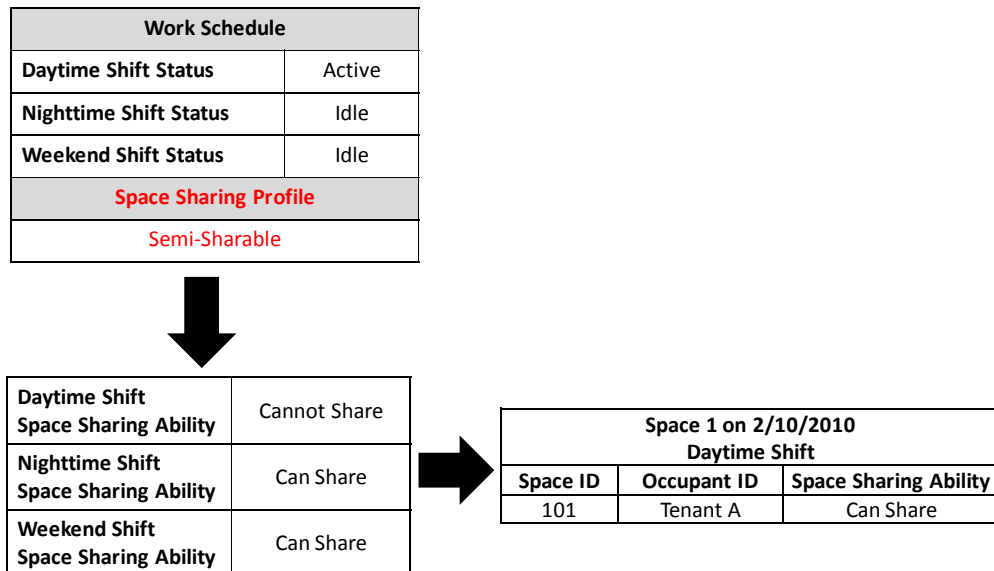 Work Schedule
Daytime Shift Status Active
Nighttime Shift Status Idle
Weekend Shift Status Idle
Space Sharing Profile
Semi-Sharable
Daytime Shift
Space Sharing Ability
Cannot Share
Nighttime Shift
Space Sharing Ability
Can Share
Weekend Shift
Space Sharing Ability
Can Share
Space 1 on 2/10/2010
Daytime Shift
Space ID Occupant ID Space Sharing Ability
101 Tenant A Can Share